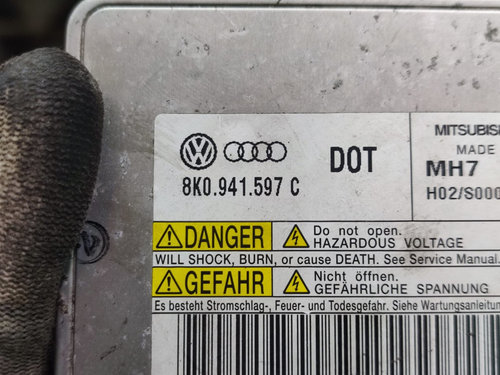 MITSUBIS
MADE
DOT
MH7
8K0.941.597 C
H02/S000
DANGER
Do not open.
HAZARDOUS VOLTAGE
WILL SHOCK, BURN, or cause DEATH. See Service Manual.
GEFAHR
Nicht öffnen.
GEFÄHRLICHE SPANNUNG
Es besteht Stromschlag-, Feuer- und Todesgefahr. Siehe Wartungsanleitung